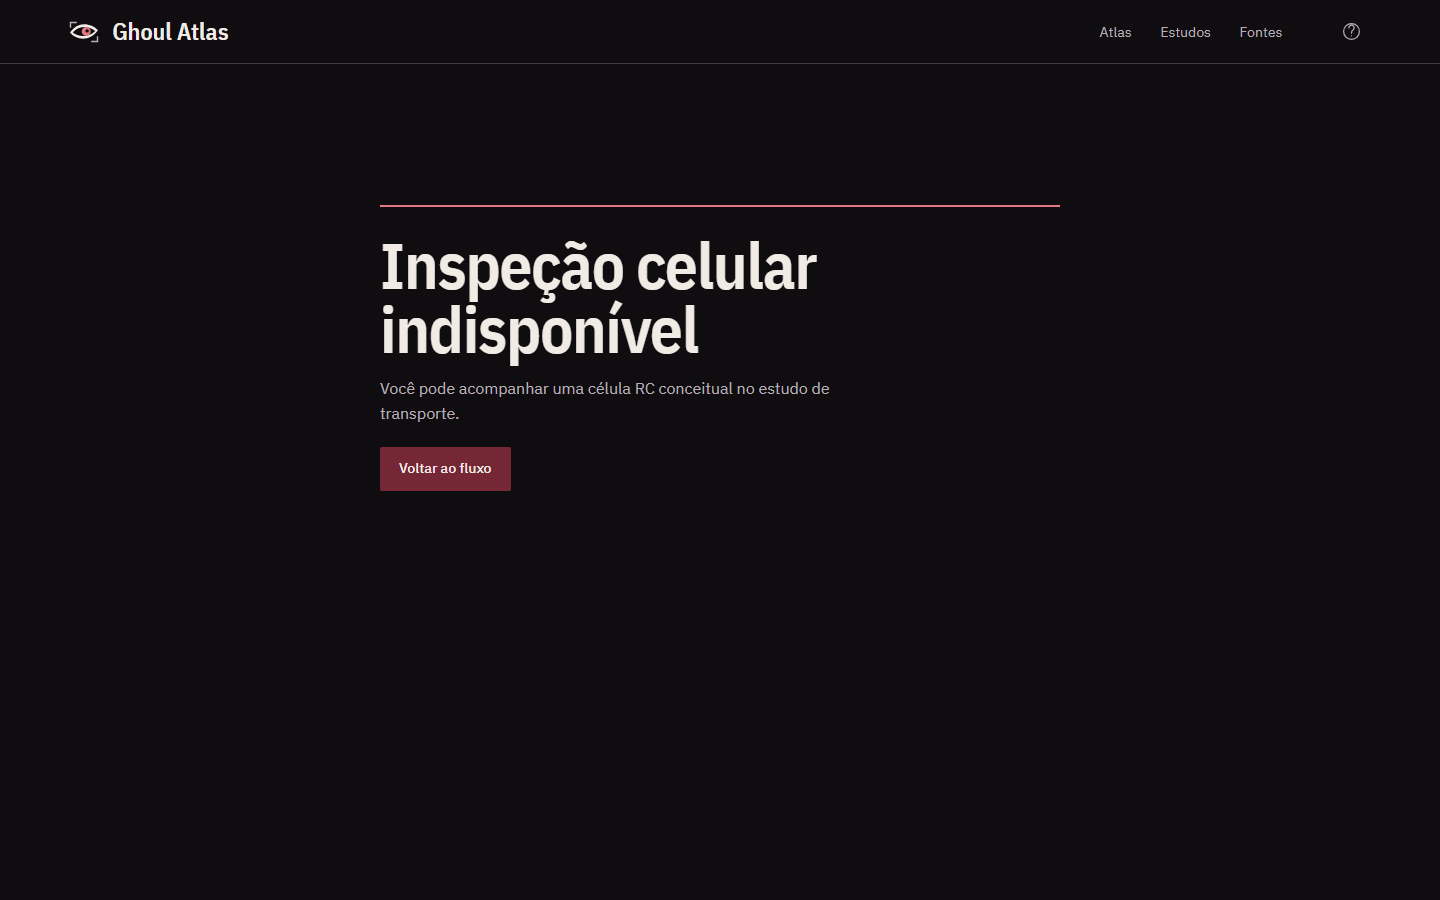 Ghoul Atlas
Atlas
Estudos
Fontes
Inspeção celular
indisponível
Você pode acompanhar uma célula RC conceitual no estudo de
transporte.
Voltar ao fluxo